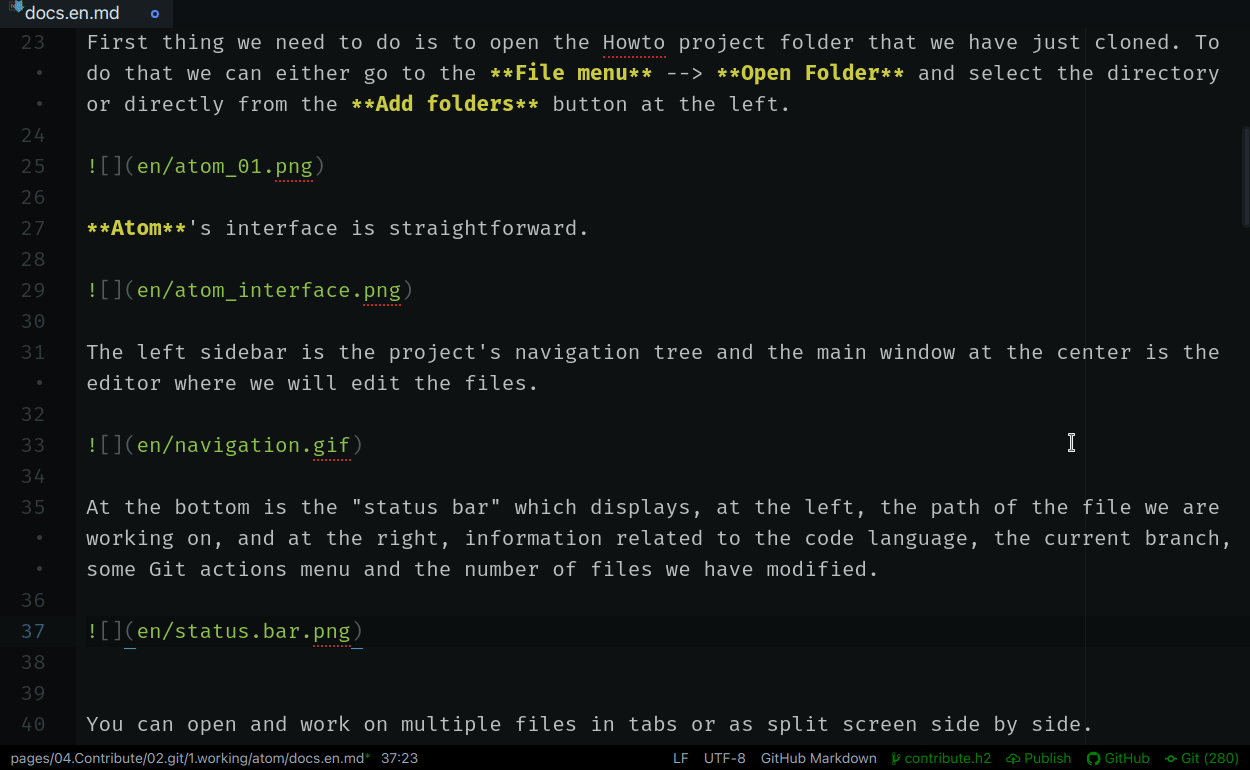 docs.en.md
23 First thing we need to do is to open the Howto project folder that we have just cloned. To
• do that we can either go to the **File menu** --> **Open Folder** and select the directory
• or directly from the **Add folders** button at the left.
24
25 ![](en/atom_01.png)
26
27 **Atom**'s interface is straightforward.
28
29 ![](en/atom_interface.png)
30
31 The left sidebar is the project's navigation tree and the main window at the center is the
• editor where we will edit the files.
32
33 ![](en/navigation.gif)
34
35 At the bottom is the "status bar" which displays, at the left, the path of the file we are
• working on, and at the right, information related to the code language, the current branch,
• some Git actions menu and the number of files we have modified.
36
37 ![](en/status.bar.png)
38
39
40 You can open and work on multiple files in tabs or as split screen side by side.
pages/04.Contribute/02.git/1.working/atom/docs.en.md* 37:23 LF UTF-8 GitHub Markdown contribute.h2 Publish GitHub Git (280)